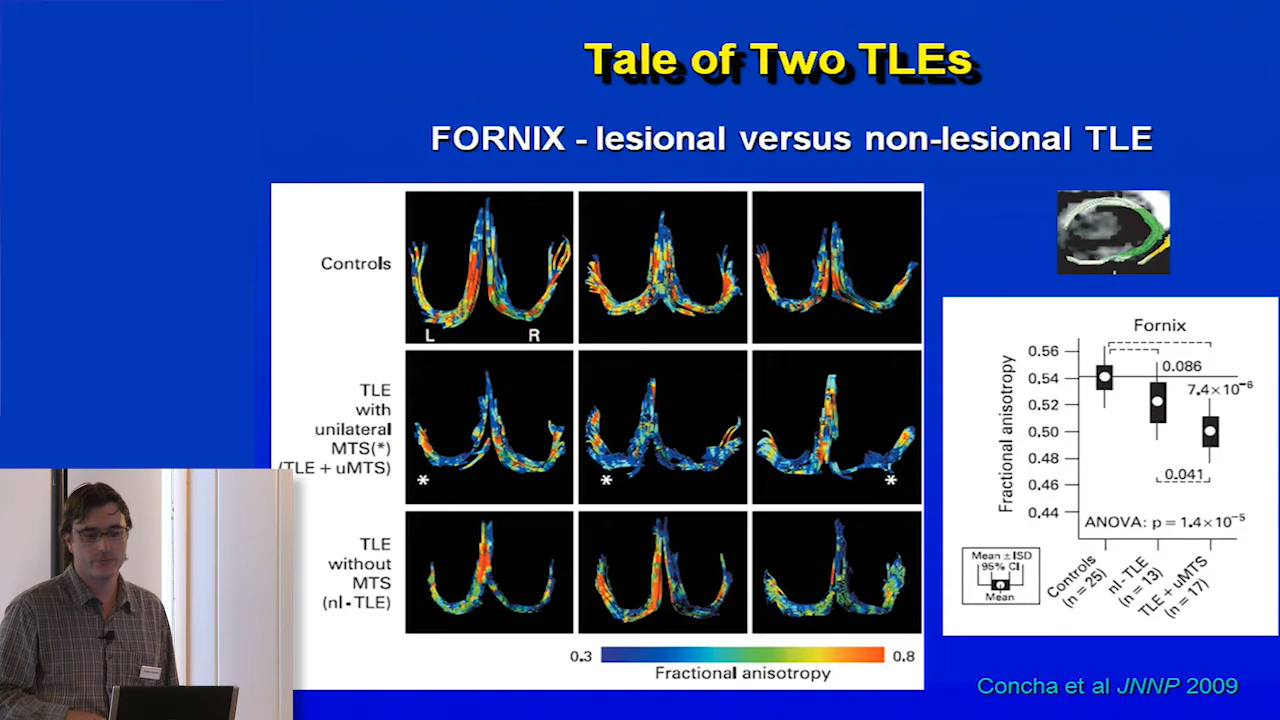 Tale of Two TLEs
FORNIX - lesional versus non-lesional TLE
Controls
L
R
TLE
with
unilateral
MTS(*)
(TLE + uMTS)
*
*
*
TLE
without
MTS
(nl - TLE)
0.3
0.8
Fractional anisotropy
Fornix
Fractional anisotropy
0.56
0.54
0.52
0.50
0.48
0.46
0.44
0.086
7.4×10⁻⁶
0.041
ANOVA: p = 1.4×10⁻⁵
Mean ± ISD
95% CI
Mean
Controls
(n = 25)
nl - TLE
(n = 13)
TLE + uMTS
(n = 17)
Concha et al JNNP 2009